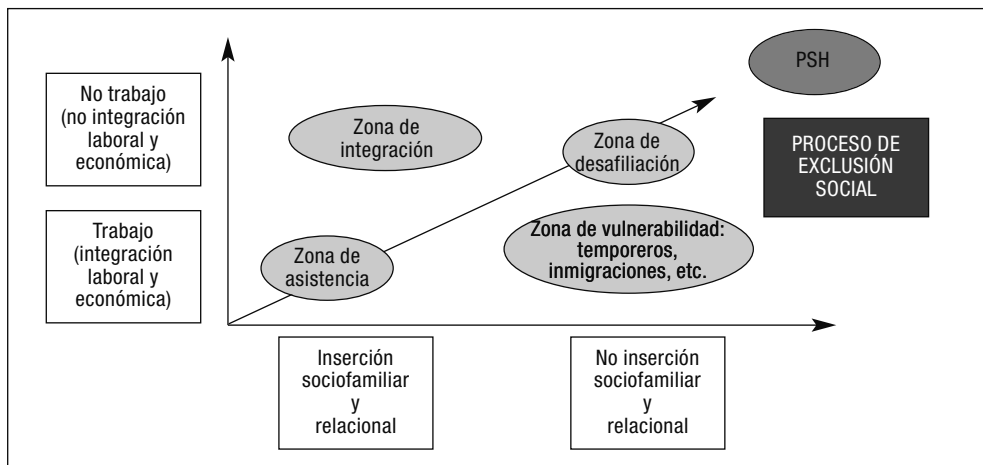 No trabajo
(no integración
laboral y
económica)
Trabajo
(integración
laboral y
económica)
Zona de
integración
Zona de
asistencia
Zona de
desafiliación
Zona de vulnerabilidad:
temporeros,
inmigraciones, etc.
PSH
PROCESO DE
EXCLUSIÓN
SOCIAL
Inserción
sociofamiliar
y
relacional
No inserción
sociofamiliar
y
relacional